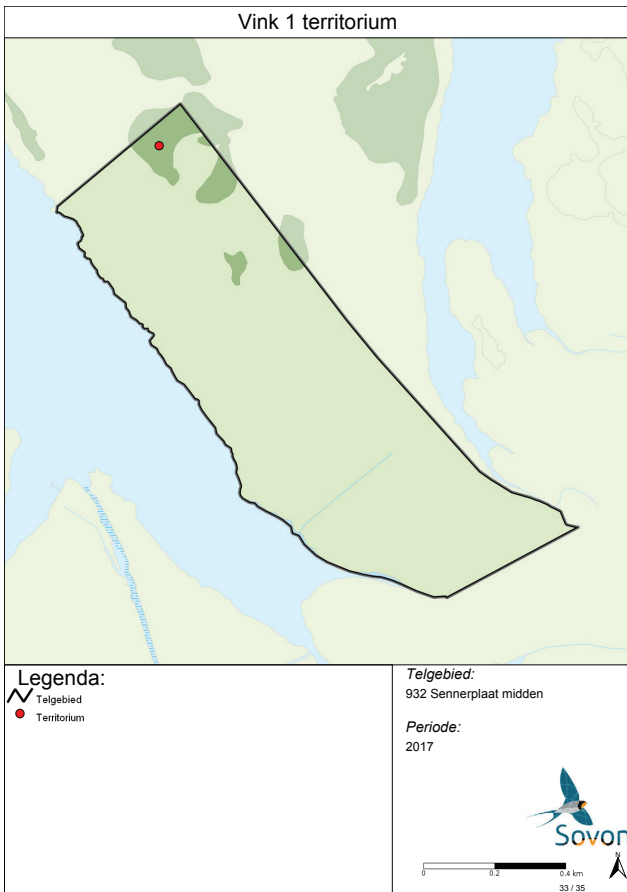 Vink 1 territorium
Legenda:
Telgebied
Territorium
Telgebied:
932 Sennerplaat midden
Periode:
2017
Sovon
N
0 0.2 0.4 km
33 / 35